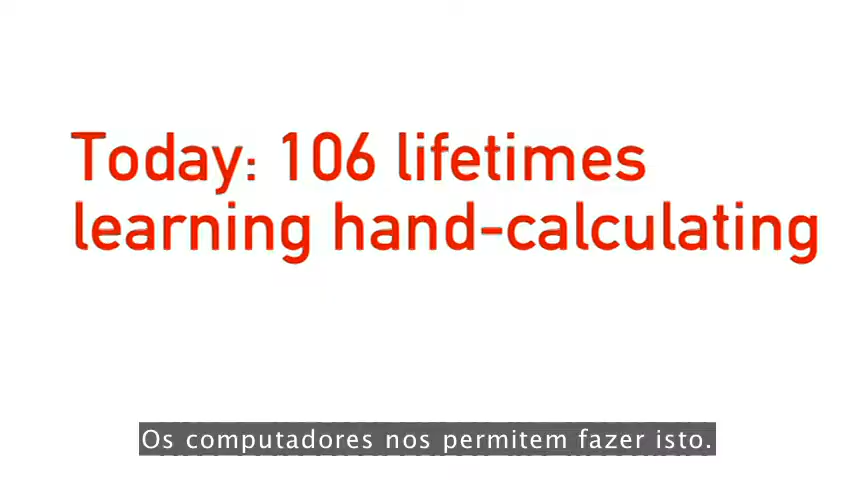 Today: 106 lifetimes
learning hand-calculating
Os computadores nos permitem fazer isto.